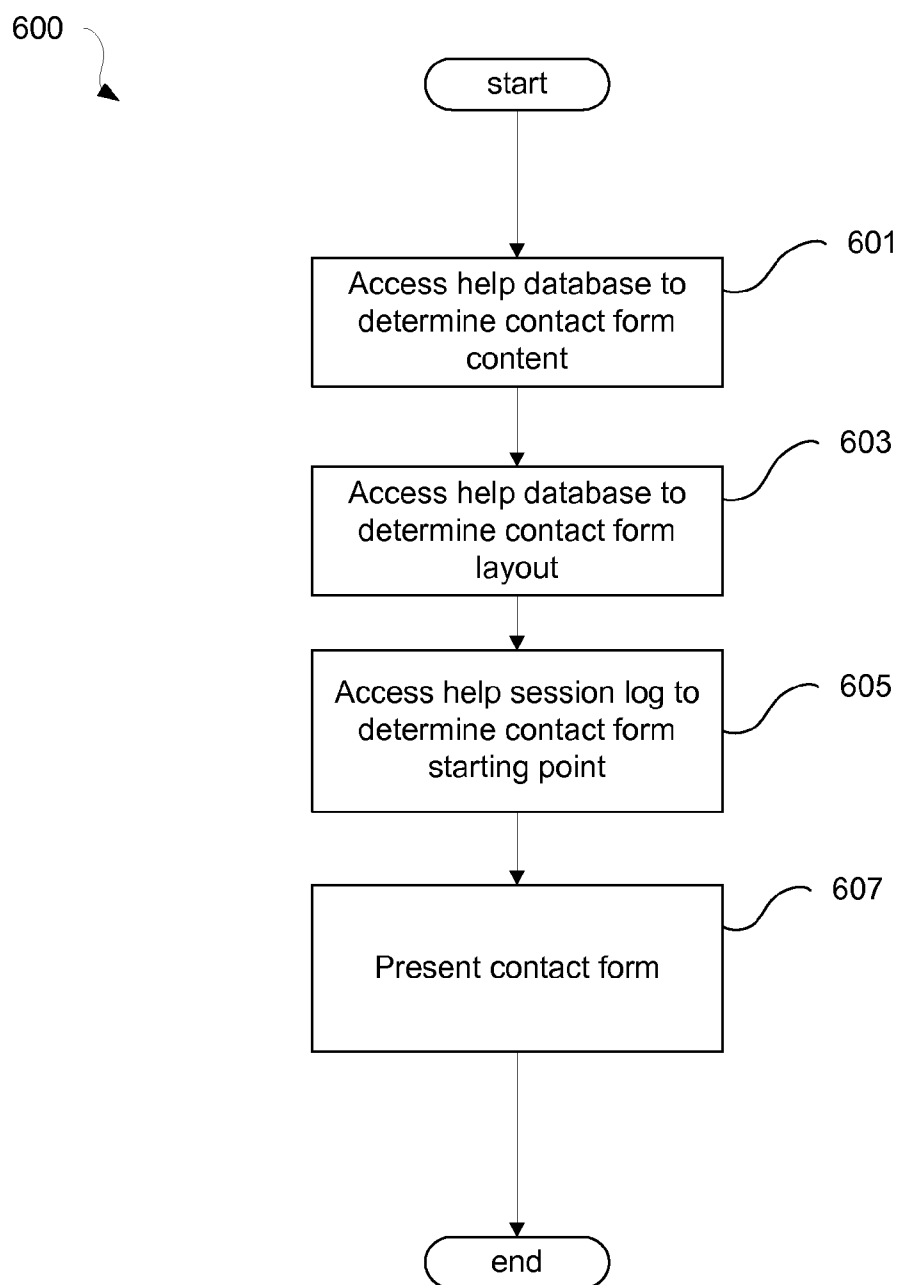 600
start
601
Access help database to
determine contact form
content
603
Access help database to
determine contact form
layout
605
Access help session log to
determine contact form
starting point
607
Present contact form
end